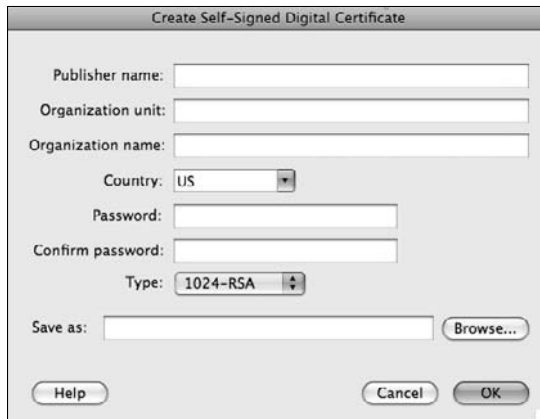 Create Self-Signed Digital Certificate
Publisher name:
Organization unit:
Organization name:
Country: US
Password:
Confirm password:
Type: 1024-RSA
Save as: Browse...
Help Cancel OK